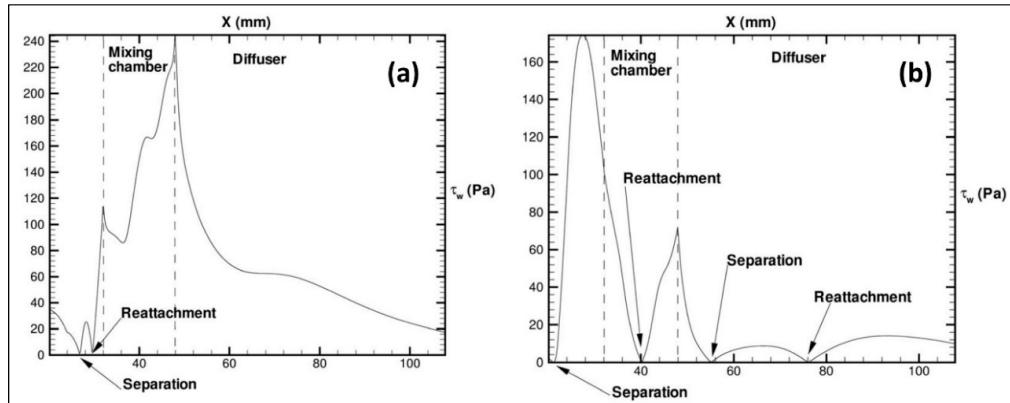 X (mm)
240
220
200
180
160
140
120
100
80
60
40
20
0
Mixing
chamber
Diffuser
(a)
τw (Pa)
Reattachment
Separation
40
60
80
100
X (mm)
160
140
120
100
80
60
40
20
0
Mixing
chamber
Diffuser
(b)
τw (Pa)
Reattachment
Separation
Reattachment
Separation
40
60
80
100